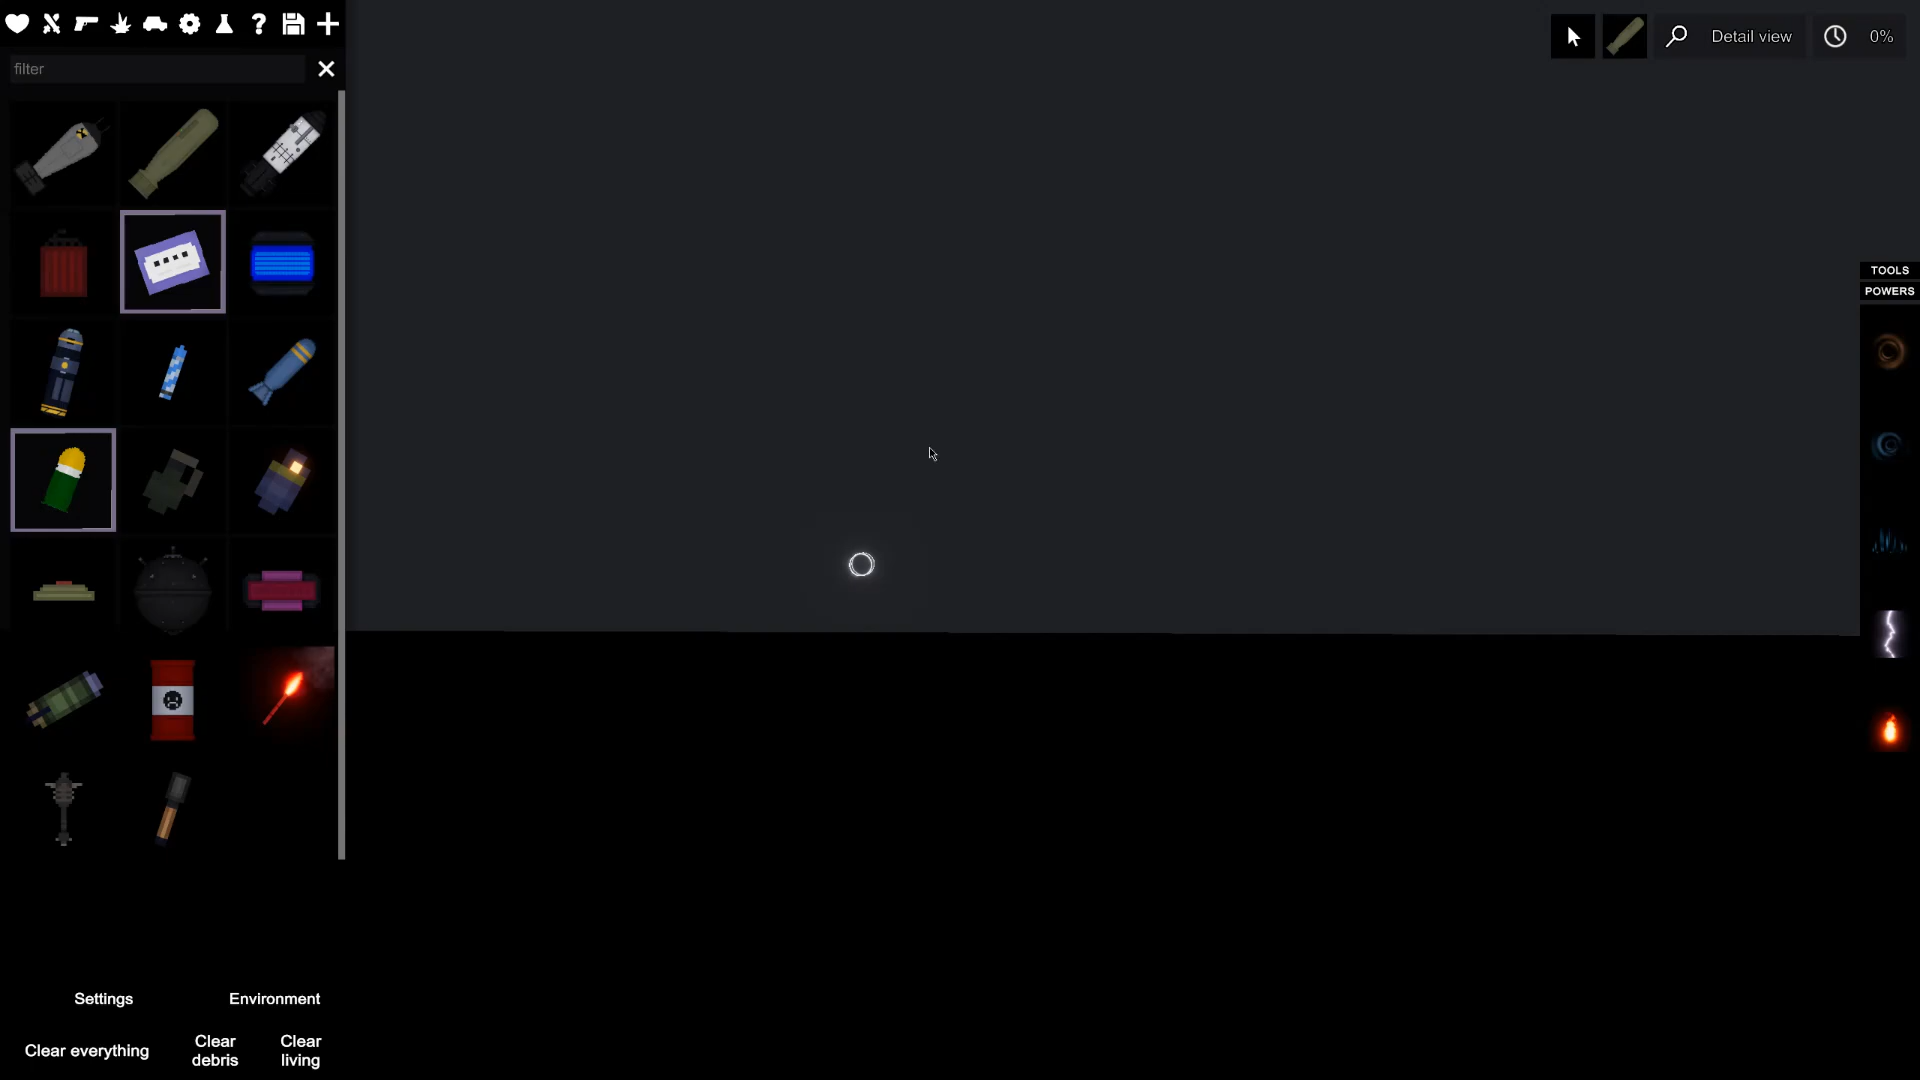 filter
Detail view
0%
TOOLS
POWERS
Settings
Environment
Clear everything
Clear
debris
Clear
living